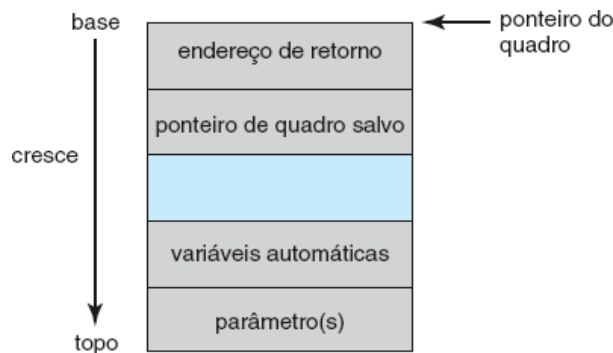 base
ponteiro do
quadro
endereço de retorno
ponteiro de quadro salvo
cresce
variáveis automáticas
parâmetro(s)
topo